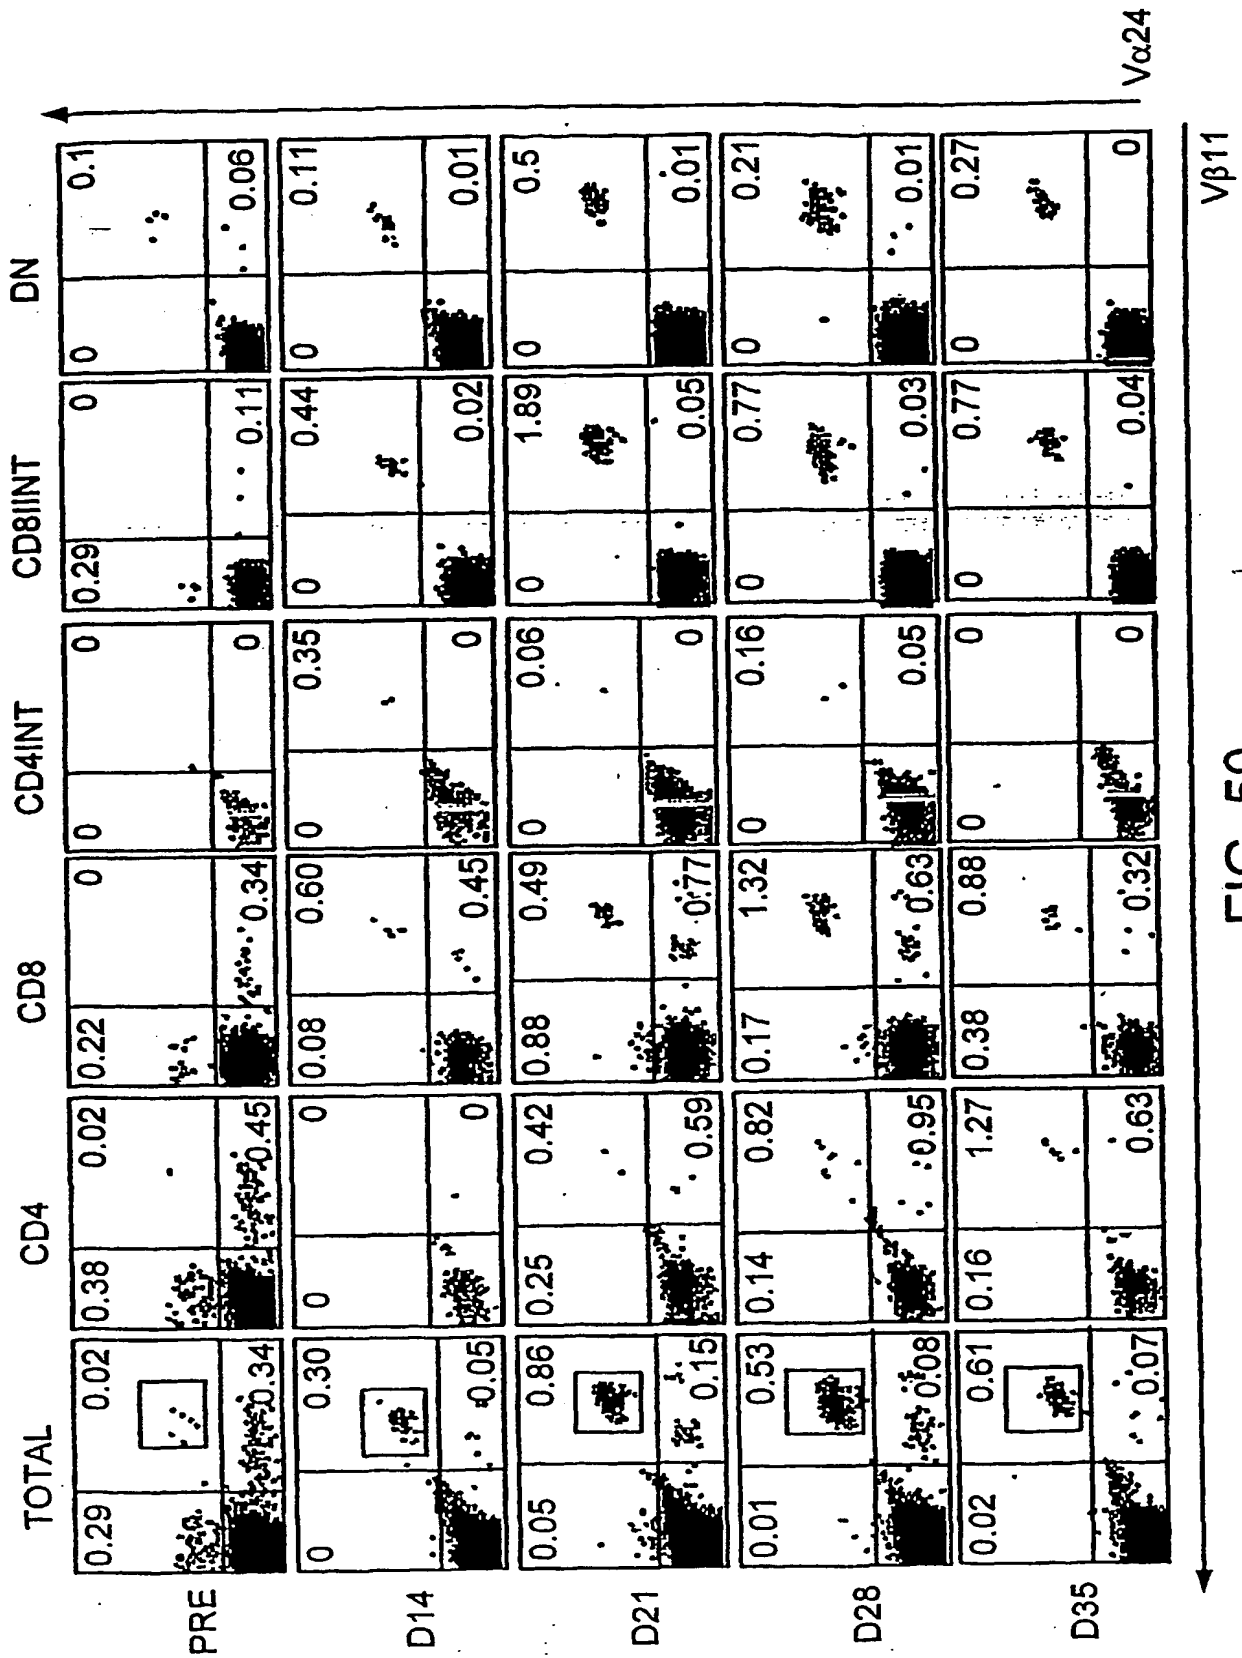 TOTAL CD4 CD8 CD4INT CD8IINT DN
PRE
0.29 0.02 0.38 0.02 0.22 0 0 0 0.29 0 0 0.1
0.34 0.45 0.34 0 0.11 0.06
D14
0 0.30 0 0 0.08 0.60 0 0.35 0 0.44 0 0.11
0.05 0 0.45 0 0.02 0.01
D21
0.05 0.86 0.25 0.42 0.88 0.49 0 0.06 0 1.89 0 0.5
0.15 0.59 0.77 0 0.05 0.01
D28
0.01 0.53 0.14 0.82 0.17 1.32 0 0.16 0 0.77 0 0.21
0.08 0.95 0.63 0.05 0.03 0.01
D35
0.02 0.61 0.16 1.27 0.38 0.88 0 0 0 0.77 0 0.27
0.07 0.63 0.32 0 0.04 0
Vα24
Vβ11